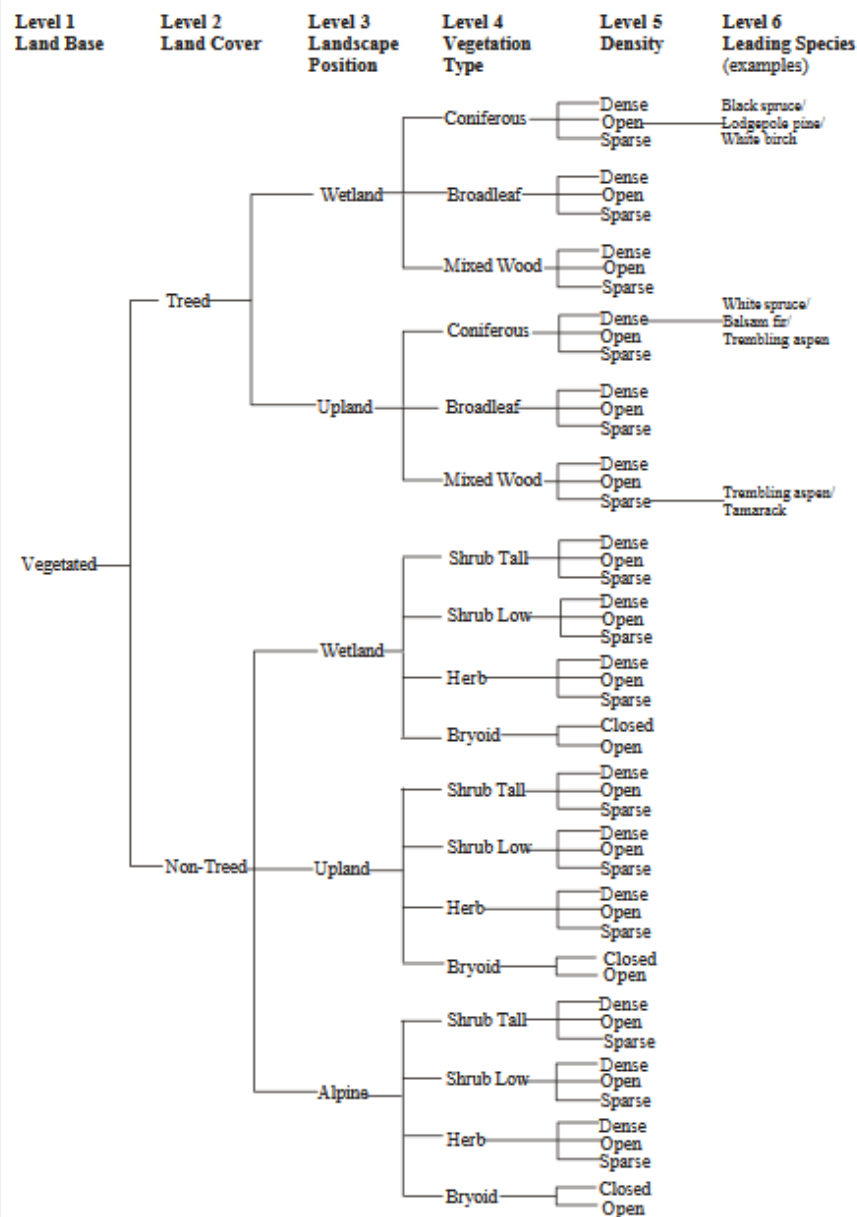 Level 1
Land Base
Level 2
Land Cover
Level 3
Landscape
Position
Level 4
Vegetation
Type
Level 5
Density
Level 6
Leading Species
(examples)
Vegetated
Treed
Wetland
Coniferous
Dense
Open
Sparse
Black spruce/
Lodgepole pine/
White birch
Broadleaf
Dense
Open
Sparse
Mixed Wood
Dense
Open
Sparse
Upland
Coniferous
Dense
Open
Sparse
White spruce/
Balsam fir/
Trembling aspen
Broadleaf
Dense
Open
Sparse
Mixed Wood
Dense
Open
Sparse
Trembling aspen/
Tamarack
Non-Treed
Wetland
Shrub Tall
Dense
Open
Sparse
Shrub Low
Dense
Open
Sparse
Herb
Dense
Open
Sparse
Bryoid
Closed
Open
Upland
Shrub Tall
Dense
Open
Sparse
Shrub Low
Dense
Open
Sparse
Herb
Dense
Open
Sparse
Bryoid
Closed
Open
Alpine
Shrub Tall
Dense
Open
Sparse
Shrub Low
Dense
Open
Sparse
Herb
Dense
Open
Sparse
Bryoid
Closed
Open